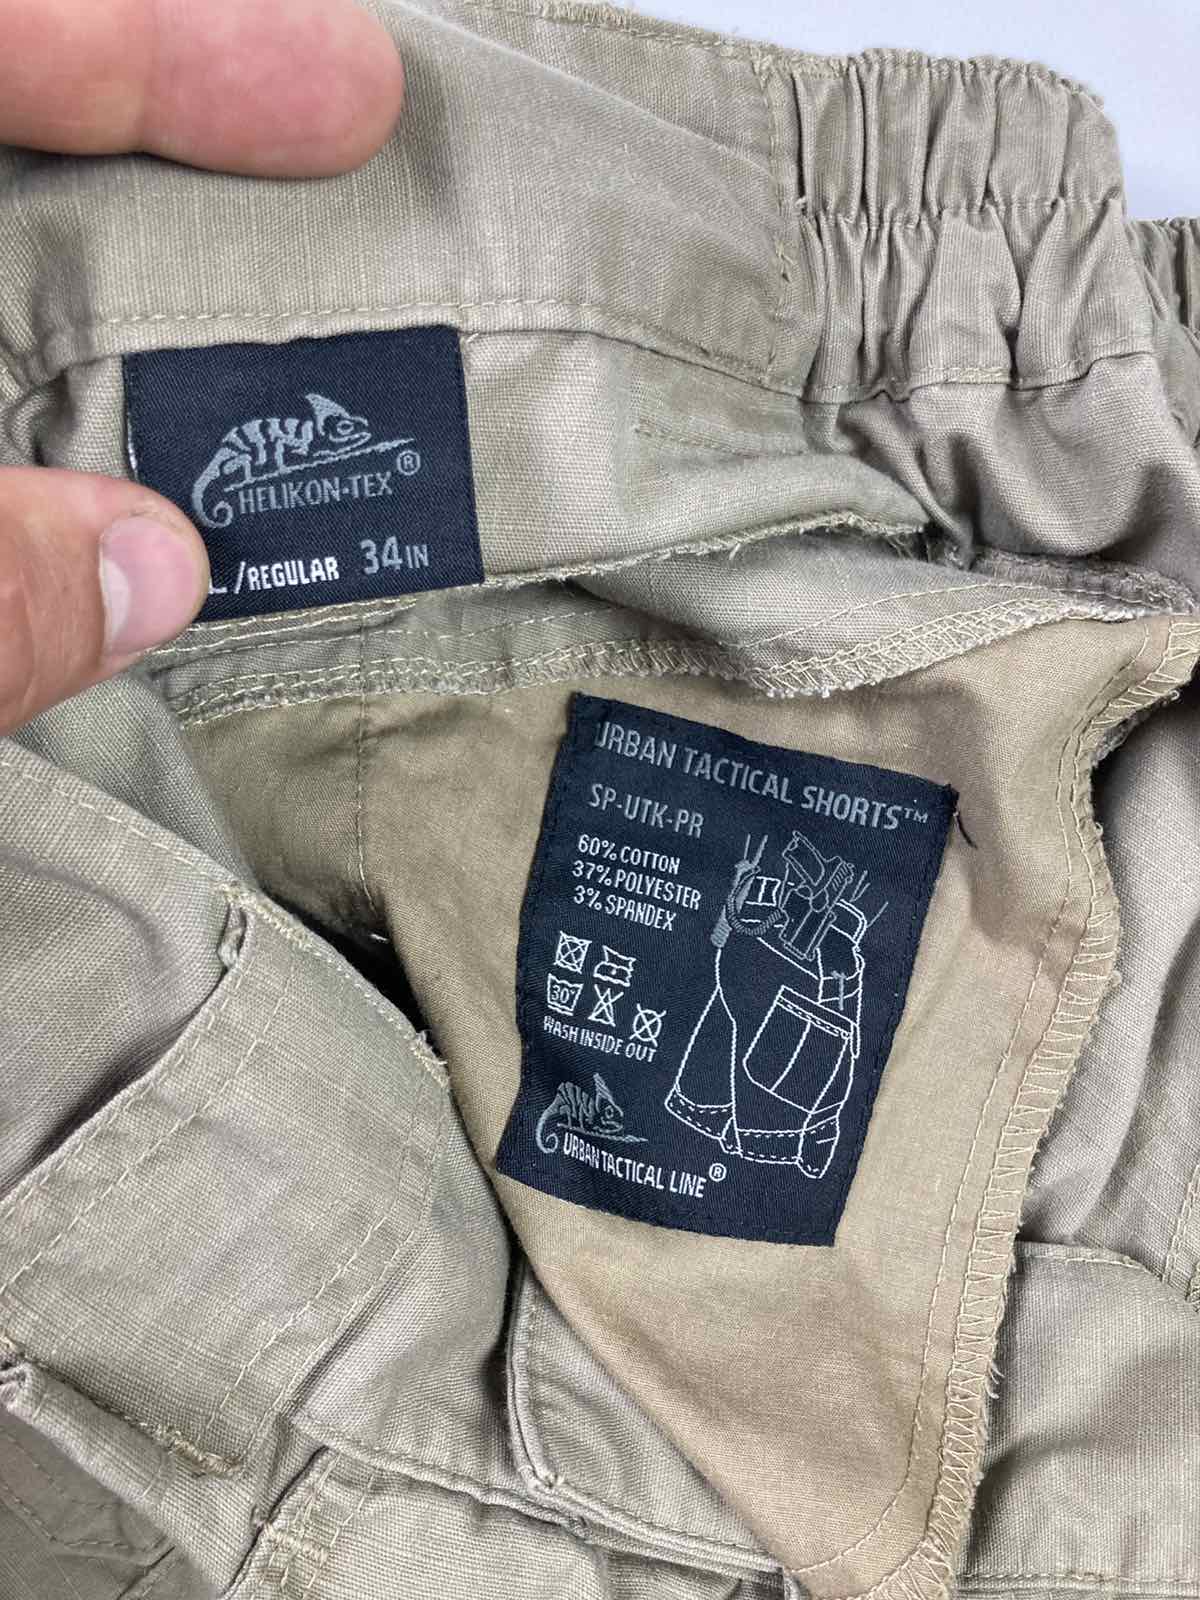 HELIKON-TEX®
L/REGULAR 34IN
URBAN TACTICAL SHORTS™
SP-UTK-PR
60% COTTON
37% POLYESTER
3% SPANDEX
30°
WASH INSIDE OUT
URBAN TACTICAL LINE®